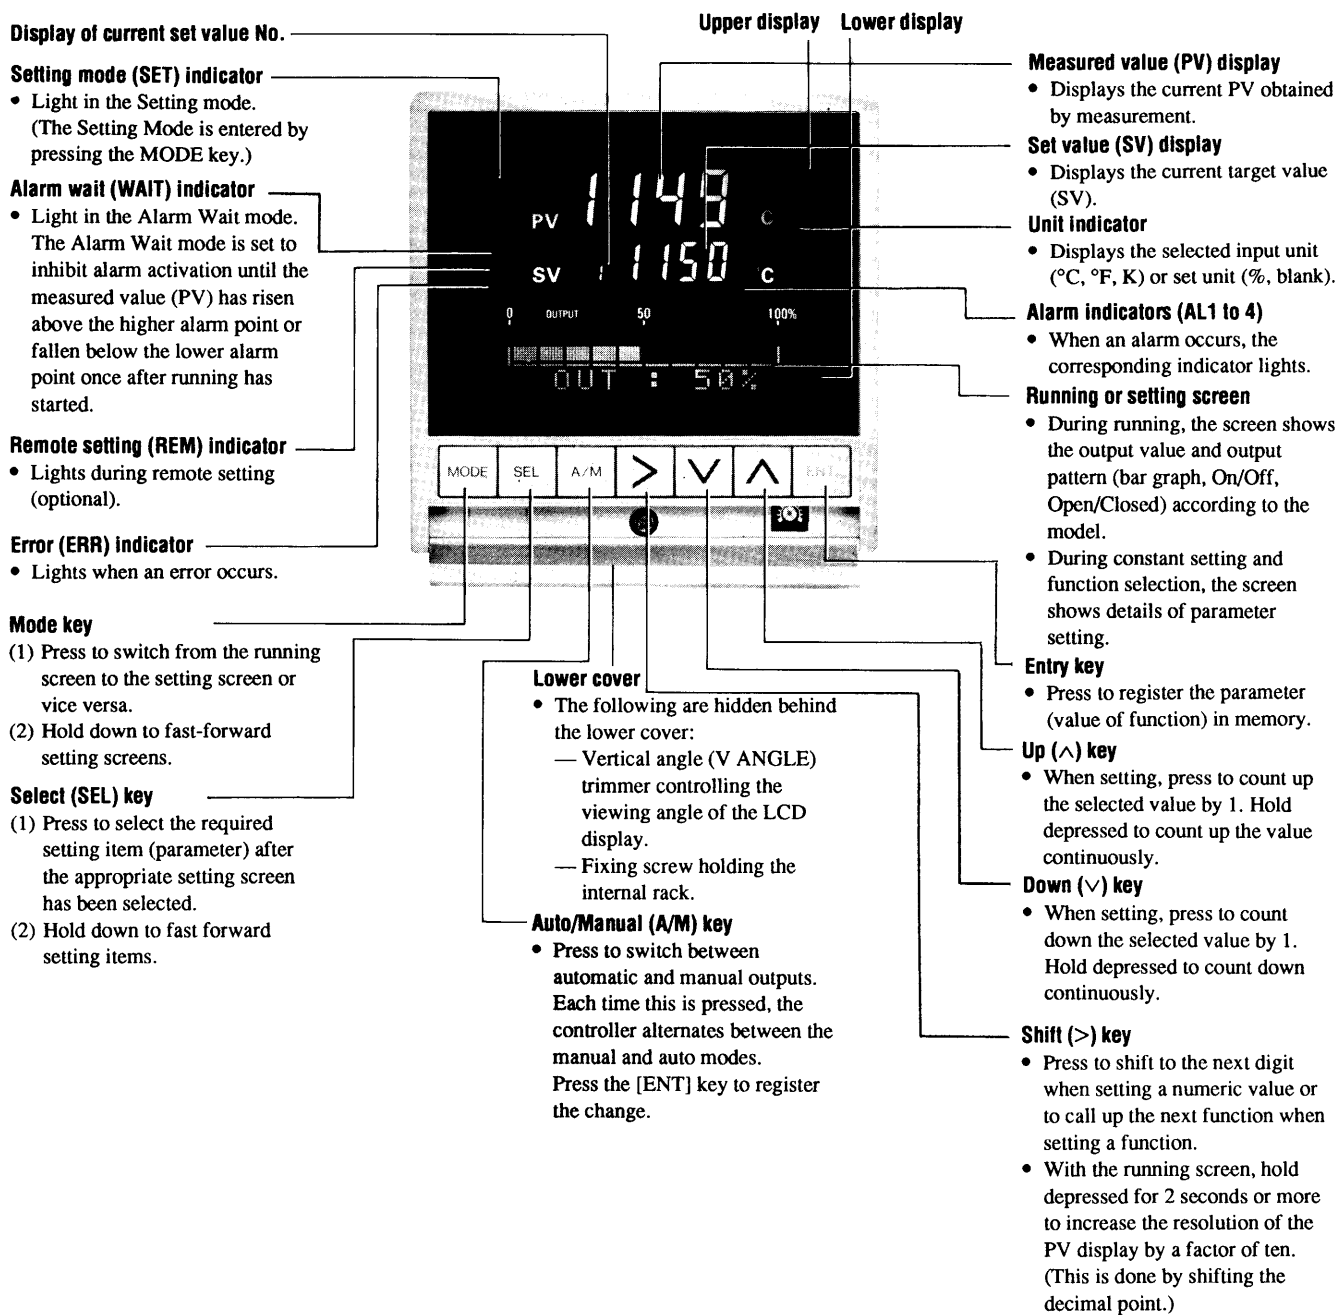 Display of current set value No.
Setting mode (SET) indicator
• Light in the Setting mode.
(The Setting Mode is entered by
pressing the MODE key.)
Alarm wait (WAIT) indicator
• Light in the Alarm Wait mode.
The Alarm Wait mode is set to
inhibit alarm activation until the
measured value (PV) has risen
above the higher alarm point or
fallen below the lower alarm
point once after running has
started.
Remote setting (REM) indicator
• Lights during remote setting
(optional).
Error (ERR) indicator
• Lights when an error occurs.
Mode key
(1) Press to switch from the running
screen to the setting screen or
vice versa.
(2) Hold down to fast-forward
setting screens.
Select (SEL) key
(1) Press to select the required
setting item (parameter) after
the appropriate setting screen
has been selected.
(2) Hold down to fast forward
setting items.
Upper display Lower display
PV 1149 C
SV 1 1150 °C
0 OUTPUT 50 100%
OUT : 50%
MODE SEL A/M > ∨ ∧ ENT
Lower cover
• The following are hidden behind
the lower cover:
— Vertical angle (V ANGLE)
trimmer controlling the
viewing angle of the LCD
display.
— Fixing screw holding the
internal rack.
Auto/Manual (A/M) key
• Press to switch between
automatic and manual outputs.
Each time this is pressed, the
controller alternates between the
manual and auto modes.
Press the [ENT] key to register
the change.
Measured value (PV) display
• Displays the current PV obtained
by measurement.
Set value (SV) display
• Displays the current target value
(SV).
Unit indicator
• Displays the selected input unit
(°C, °F, K) or set unit (%, blank).
Alarm indicators (AL1 to 4)
• When an alarm occurs, the
corresponding indicator lights.
Running or setting screen
• During running, the screen shows
the output value and output
pattern (bar graph, On/Off,
Open/Closed) according to the
model.
• During constant setting and
function selection, the screen
shows details of parameter
setting.
Entry key
• Press to register the parameter
(value of function) in memory.
Up (∧) key
• When setting, press to count up
the selected value by 1. Hold
depressed to count up the value
continuously.
Down (∨) key
• When setting, press to count
down the selected value by 1.
Hold depressed to count down
continuously.
Shift (>) key
• Press to shift to the next digit
when setting a numeric value or
to call up the next function when
setting a function.
• With the running screen, hold
depressed for 2 seconds or more
to increase the resolution of the
PV display by a factor of ten.
(This is done by shifting the
decimal point.)